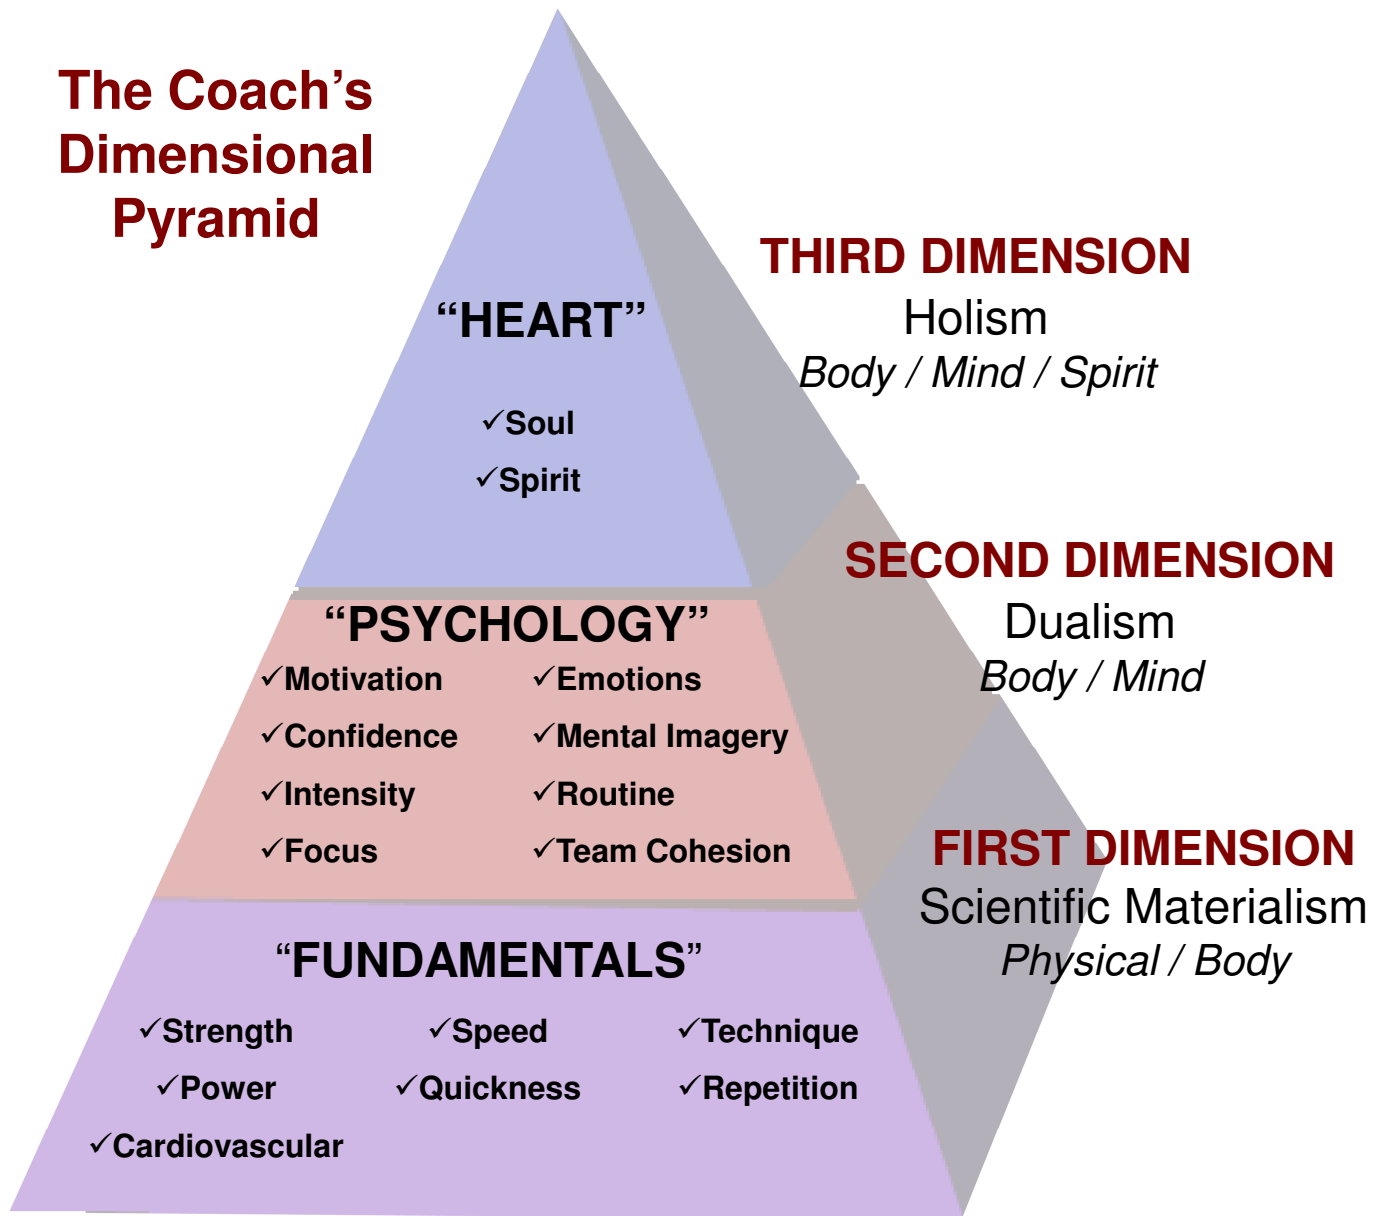 The Coach’s
Dimensional
Pyramid
“HEART”
✓Soul
✓Spirit
THIRD DIMENSION
Holism
Body / Mind / Spirit
“PSYCHOLOGY”
✓Motivation ✓Emotions
✓Confidence ✓Mental Imagery
✓Intensity ✓Routine
✓Focus ✓Team Cohesion
SECOND DIMENSION
Dualism
Body / Mind
“FUNDAMENTALS”
✓Strength ✓Speed ✓Technique
✓Power ✓Quickness ✓Repetition
✓Cardiovascular
FIRST DIMENSION
Scientific Materialism
Physical / Body